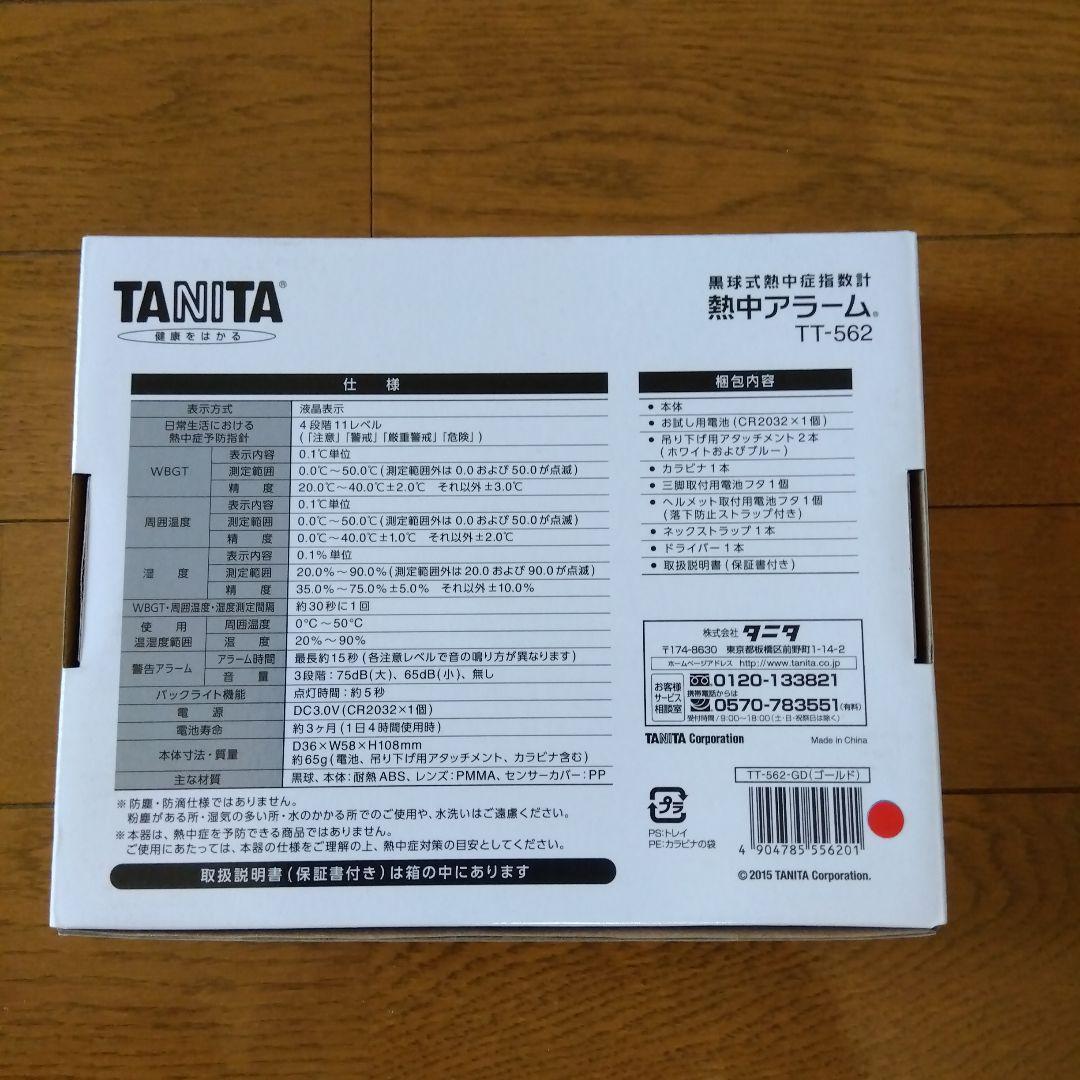 TANITA®
健康をはかる
黒球式熱中症指数計
熱中アラーム®
TT-562
仕 様
表示方式 液晶表示
日常生活における
熱中症予防指針
4段階11レベル
(「注意」「警戒」「厳重警戒」「危険」)
WBGT 表示内容 0.1℃単位
測定範囲 0.0℃~50.0℃(測定範囲外は0.0および50.0が点滅)
精 度 20.0℃~40.0℃±2.0℃ それ以外±3.0℃
周囲温度 表示内容 0.1℃単位
測定範囲 0.0℃~50.0℃(測定範囲外は0.0および50.0が点滅)
精 度 0.0℃~40.0℃±1.0℃ それ以外±2.0℃
湿 度 表示内容 0.1%単位
測定範囲 20.0%~90.0%(測定範囲外は20.0および90.0が点滅)
精 度 35.0%~75.0%±5.0% それ以外±10.0%
WBGT・周囲温度・湿度測定間隔 約30秒に1回
使 用
温湿度範囲
周囲温度 0℃~50℃
湿 度 20%~90%
警告アラーム アラーム時間 最長約15秒(各注意レベルで音の鳴り方が異なります)
音 量 3段階:75dB(大)、65dB(小)、無し
バックライト機能 点灯時間:約5秒
電 源 DC3.0V(CR2032×1個)
電池寿命 約3ヶ月(1日4時間使用時)
本体寸法・質量 D36×W58×H108mm
約65g(電池、吊り下げ用アタッチメント、カラビナ含む)
主な材質 黒球、本体:耐熱ABS、レンズ:PMMA、センサーカバー:PP
※防塵・防滴仕様ではありません。
粉塵がある所・湿気の多い所・水のかかる所でのご使用や、水洗いはご遠慮ください。
※本器は、熱中症を予防できる商品ではありません。
ご使用にあたっては、本器の仕様をご理解の上、熱中症対策の目安としてください。
取扱説明書(保証書付き)は箱の中にあります
梱包内容
● 本体
● お試し用電池(CR2032×1個)
● 吊り下げ用アタッチメント2本
(ホワイトおよびブルー)
● カラビナ1本
● 三脚取付用電池フタ1個
● ヘルメット取付用電池フタ1個
(落下防止ストラップ付き)
● ネックストラップ1本
● ドライバー1本
● 取扱説明書(保証書付き)
株式会社 タニタ
〒174-8630 東京都板橋区前野町1-14-2
ホームページアドレス http://www.tanita.co.jp
お客様
サービス
相談室
0120-133821
携帯電話からは
0570-783551(有料)
受付時間/9:00~18:00(土・日・祝祭日は除く)
TANITA Corporation Made in China
TT-562-GD(ゴールド)
プラ
PS:トレイ
PE:カラビナの袋
4 904785 556201
© 2015 TANITA Corporation.